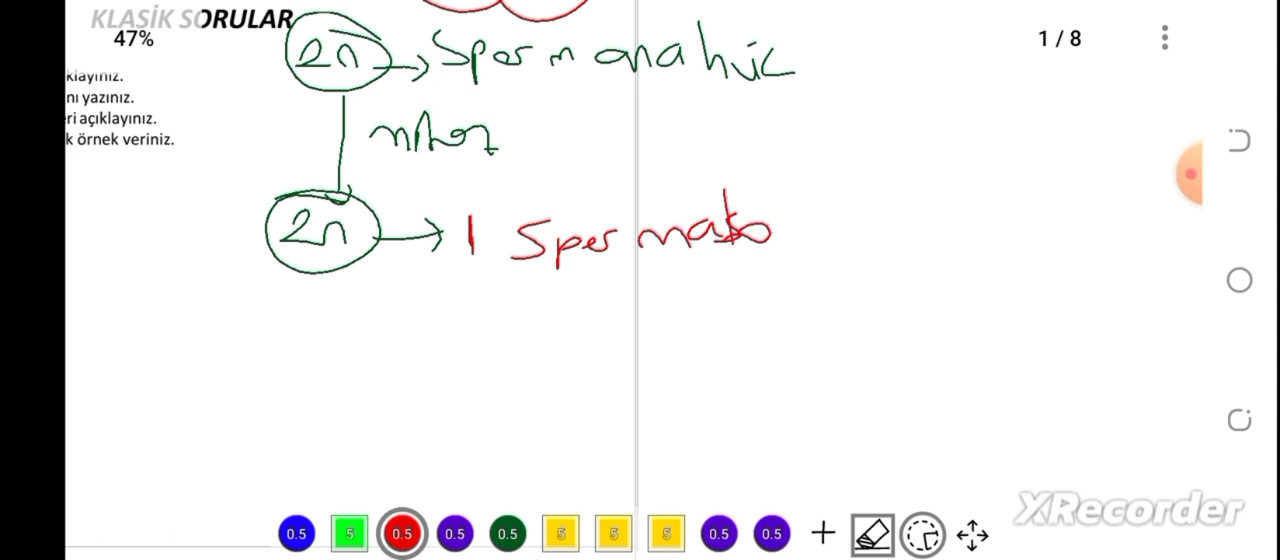 KLASİK SORULAR
47%
1 / 8
2n → Sperm ana hüc
klayınız.
nı yazınız.
ri açıklayınız.
k örnek veriniz.
mitoz
2n → 1 Spermato
XRecorder
0.5 5 0.5 0.5 0.5 5 5 5 0.5 0.5 +